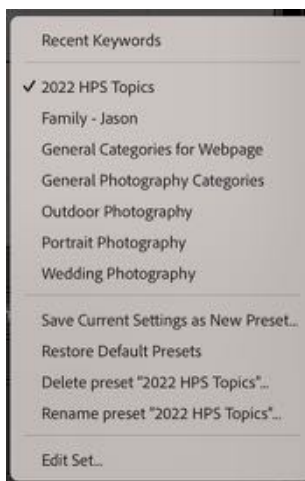 Recent Keywords
2022 HPS Topics
Family - Jason
General Categories for Webpage
General Photography Categories
Outdoor Photography
Portrait Photography
Wedding Photography
Save Current Settings as New Preset...
Restore Default Presets
Delete preset "2022 HPS Topics"...
Rename preset "2022 HPS Topics"...
Edit Set...